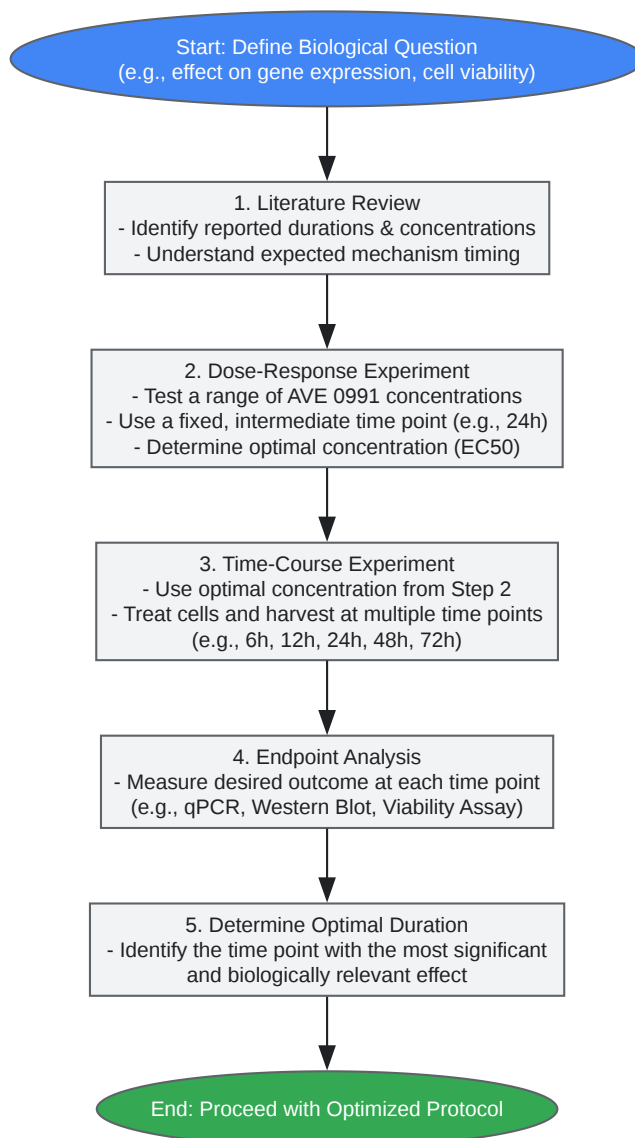 Start: Define Biological Question
(e.g., effect on gene expression, cell viability)
1. Literature Review
- Identify reported durations & concentrations
- Understand expected mechanism timing
2. Dose-Response Experiment
- Test a range of AVE 0991 concentrations
- Use a fixed, intermediate time point (e.g., 24h)
- Determine optimal concentration (EC50)
3. Time-Course Experiment
- Use optimal concentration from Step 2
- Treat cells and harvest at multiple time points
(e.g., 6h, 12h, 24h, 48h, 72h)
4. Endpoint Analysis
- Measure desired outcome at each time point
(e.g., qPCR, Western Blot, Viability Assay)
5. Determine Optimal Duration
- Identify the time point with the most significant
and biologically relevant effect
End: Proceed with Optimized Protocol